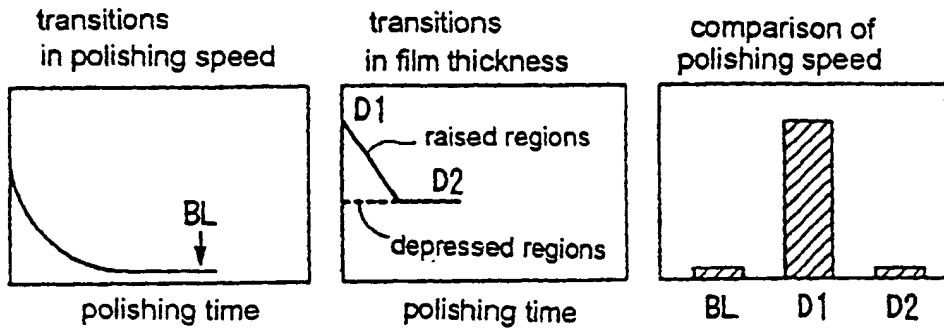 transitions
in polishing speed
BL
polishing time
transitions
in film thickness
D1
raised regions
D2
depressed regions
polishing time
comparison of
polishing speed
BL D1 D2